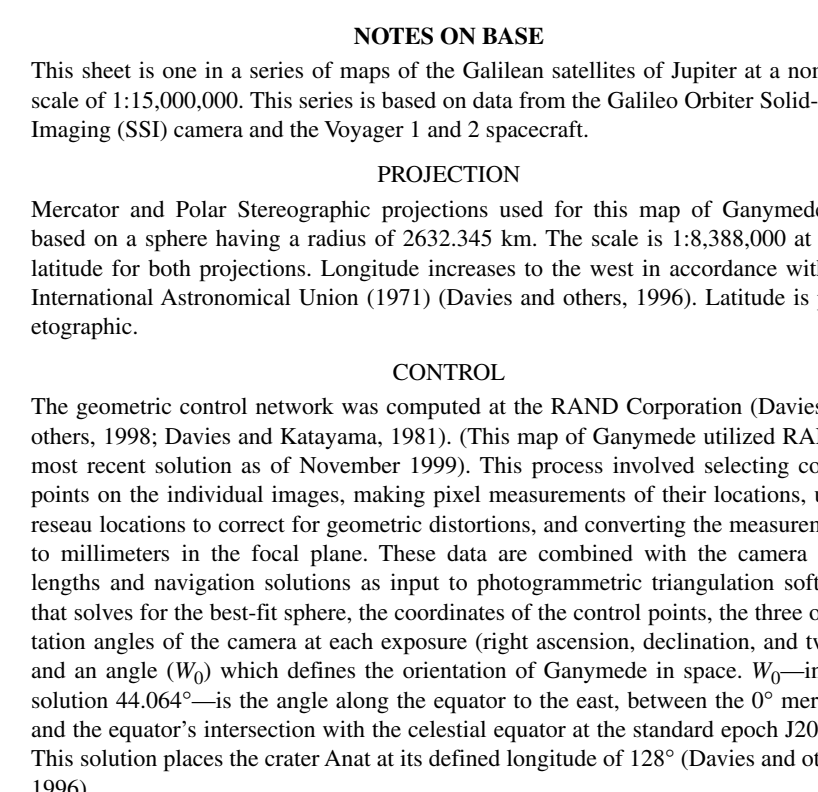 NOTES ON BASE
This sheet is one in a series of maps of the Galilean satellites of Jupiter at a nor
scale of 1:15,000,000. This series is based on data from the Galileo Orbiter Solid-
Imaging (SSI) camera and the Voyager 1 and 2 spacecraft.
PROJECTION
Mercator and Polar Stereographic projections used for this map of Ganymede
based on a sphere having a radius of 2632.345 km. The scale is 1:8,388,000 at
latitude for both projections. Longitude increases to the west in accordance wit
International Astronomical Union (1971) (Davies and others, 1996). Latitude is
etographic.
CONTROL
The geometric control network was computed at the RAND Corporation (Davies
others, 1998; Davies and Katayama, 1981). (This map of Ganymede utilized RA
most recent solution as of November 1999). This process involved selecting co
points on the individual images, making pixel measurements of their locations, u
reseau locations to correct for geometric distortions, and converting the measurem
to millimeters in the focal plane. These data are combined with the camera
lengths and navigation solutions as input to photogrammetric triangulation soft
that solves for the best-fit sphere, the coordinates of the control points, the three o
tation angles of the camera at each exposure (right ascension, declination, and tw
and an angle (W0) which defines the orientation of Ganymede in space. W0—in
solution 44.064°—is the angle along the equator to the east, between the 0° mer
and the equator’s intersection with the celestial equator at the standard epoch J20
This solution places the crater Anat at its defined longitude of 128° (Davies and ot
1996).